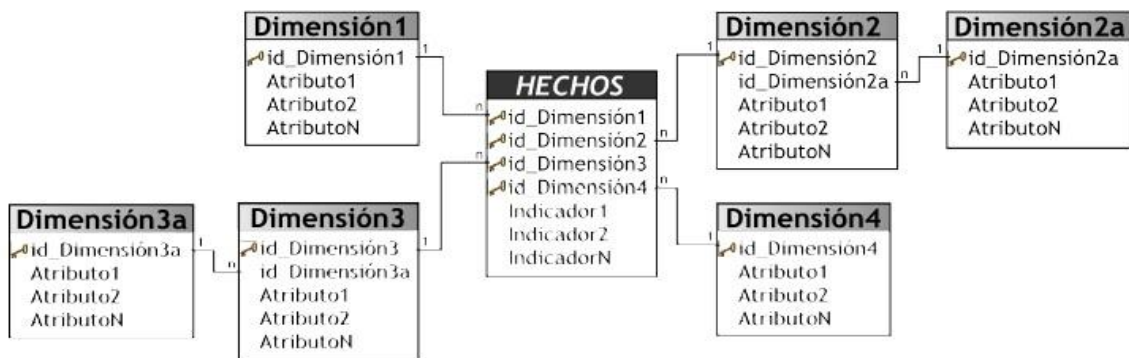 Dimensión1
id_Dimensión1
Atributo1
Atributo2
AtributoN
1
n
HECHOS
id_Dimensión1
id_Dimensión2
id_Dimensión3
id_Dimensión4
Indicador1
Indicador2
IndicadorN
n
n
n
Dimensión2
id_Dimensión2
id_Dimensión2a
Atributo1
Atributo2
AtributoN
1
n
Dimensión2a
id_Dimensión2a
Atributo1
Atributo2
AtributoN
1
Dimensión3a
id_Dimensión3a
Atributo1
Atributo2
AtributoN
1
n
Dimensión3
id_Dimensión3
id_Dimensión3a
Atributo1
Atributo2
AtributoN
1
Dimensión4
id_Dimensión4
Atributo1
Atributo2
AtributoN
1